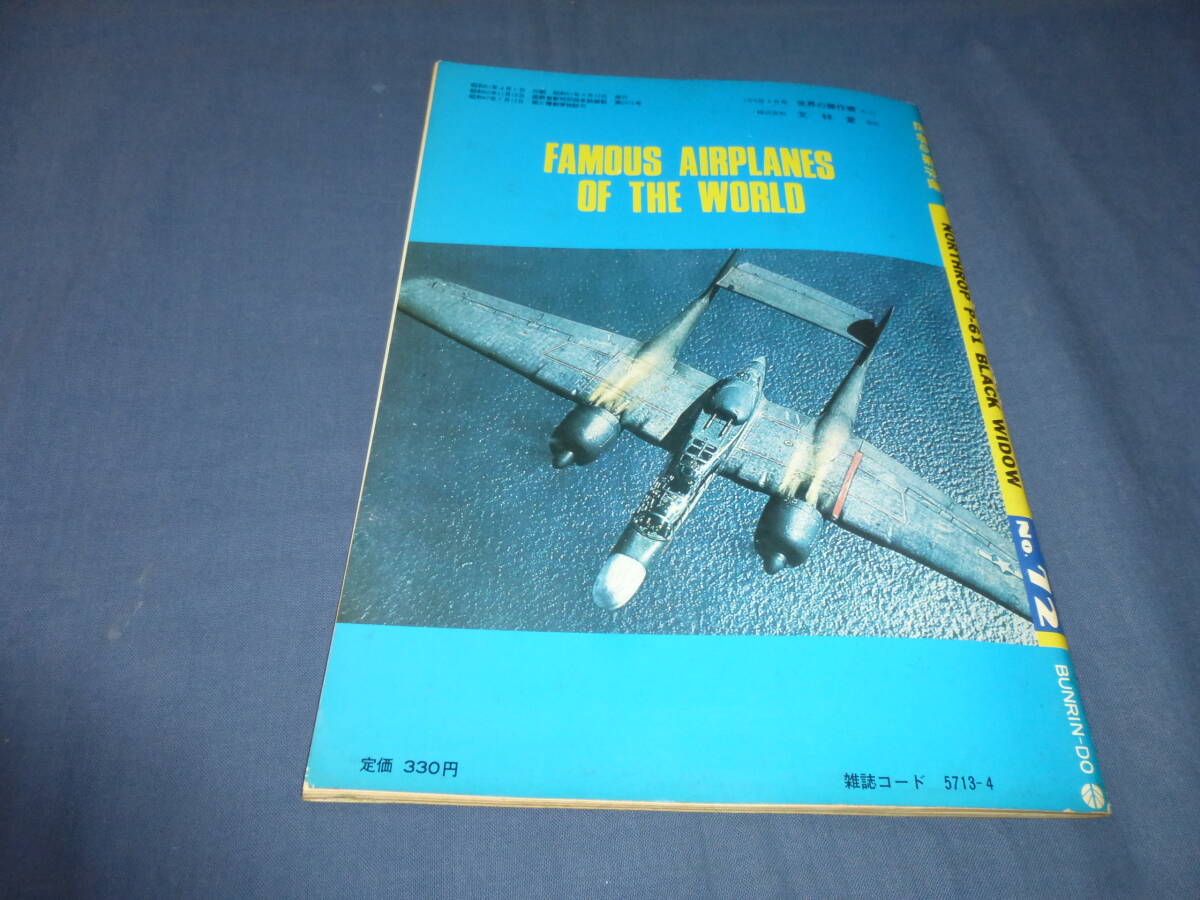 世界の傑作機
文林堂
FAMOUS AIRPLANES
OF THE WORLD
NORTHROP P-61 BLACK WIDOW
No. 72
BUNRIN-DO
定価 330円
雑誌コード 5713-4